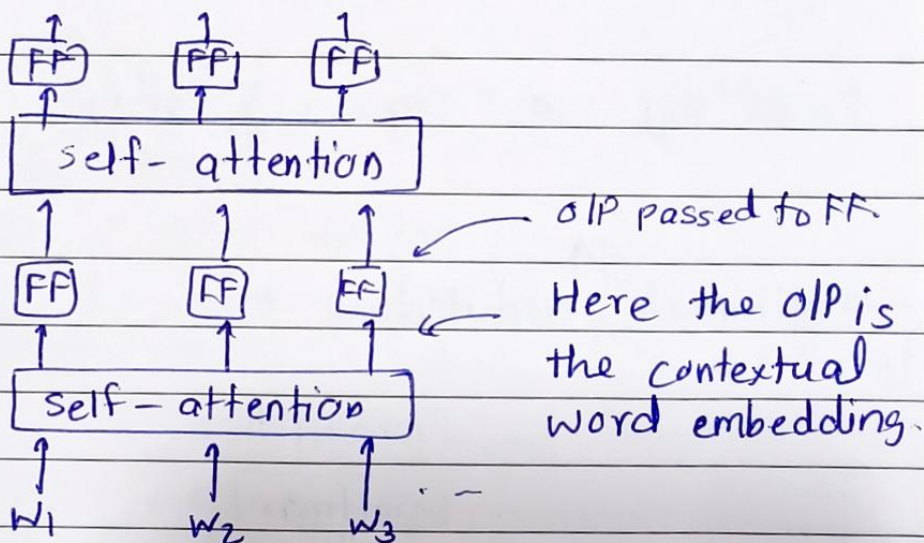 FF FF FF
self- attention
O/P passed to FF.
FF FF FF
Here the O/P is
the contextual
word embedding.
self - attention
W1 W2 W3 . -